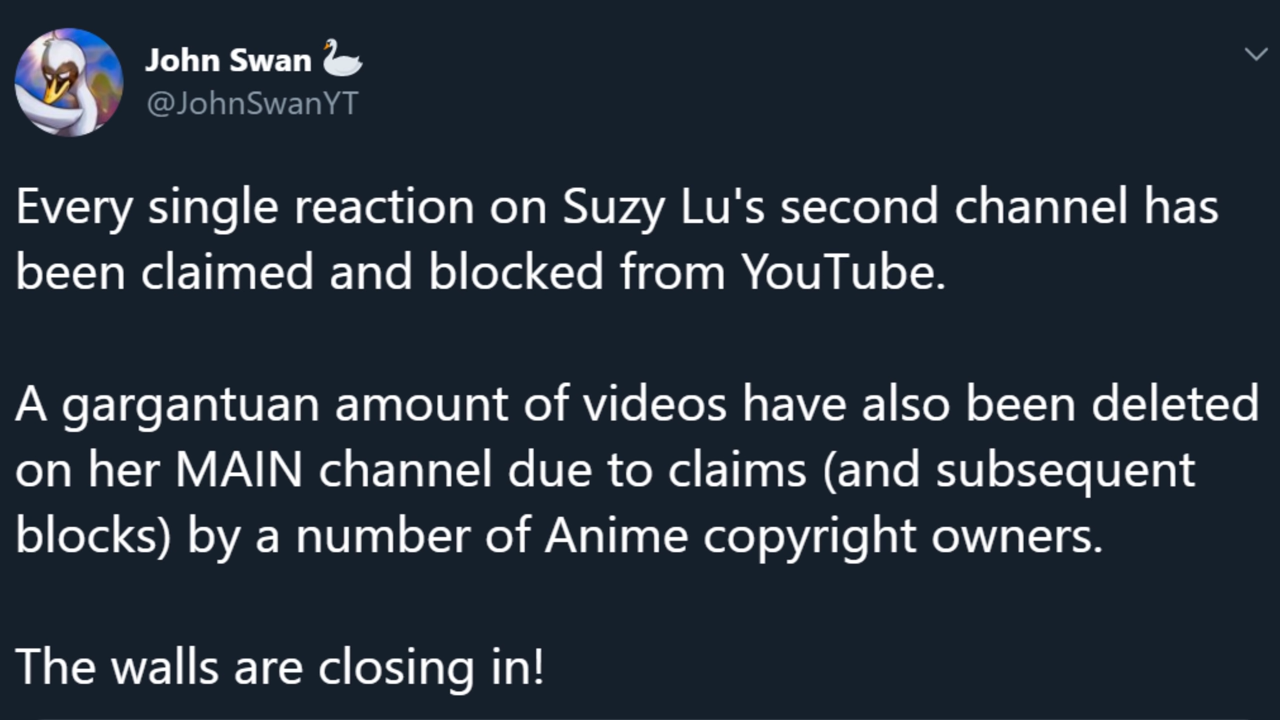 John Swan 🦢
@JohnSwanYT
Every single reaction on Suzy Lu's second channel has
been claimed and blocked from YouTube.
A gargantuan amount of videos have also been deleted
on her MAIN channel due to claims (and subsequent
blocks) by a number of Anime copyright owners.
The walls are closing in!